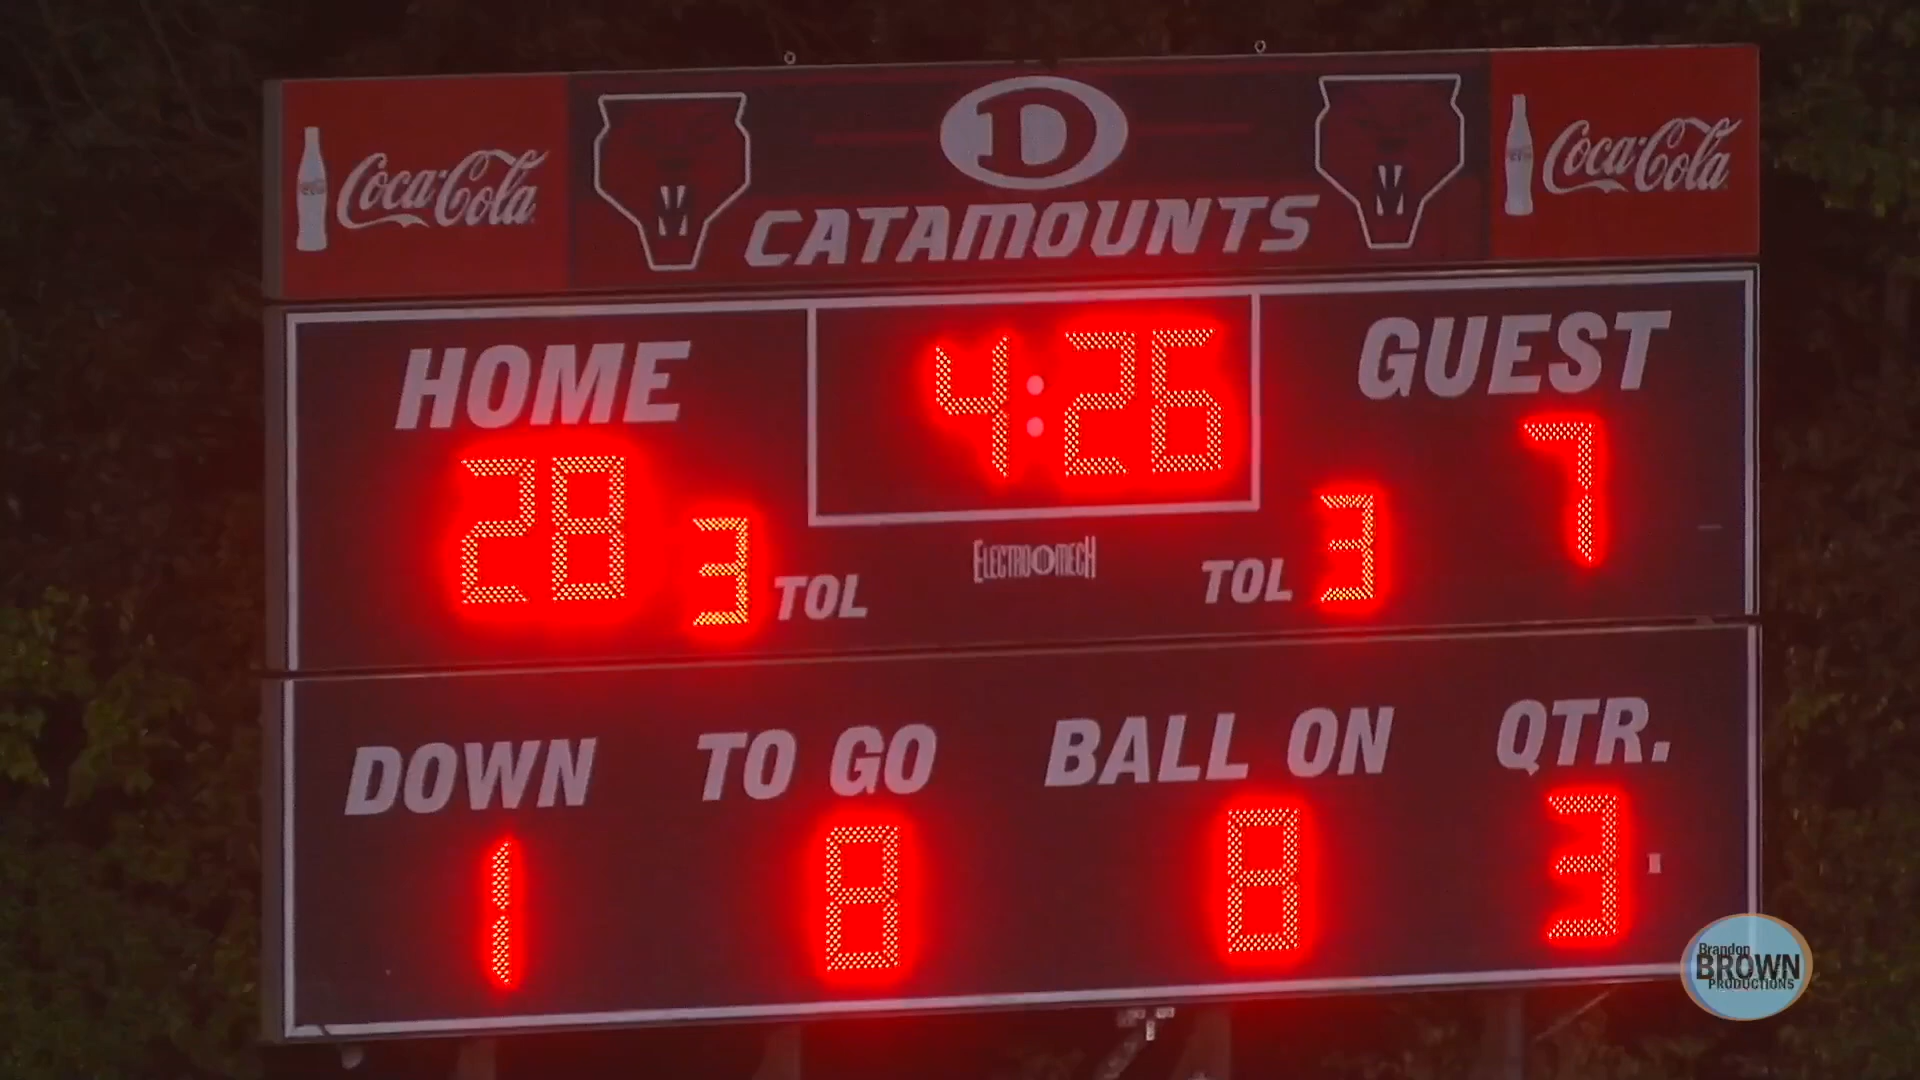 Coca-Cola
D
CATAMOUNTS
Coca-Cola
HOME
4:26
GUEST
28
3 TOL
ELECTRO-MECH
TOL 3
7
DOWN
TO GO
BALL ON
QTR.
1
8
8
3
Brandon
BROWN
PRODUCTIONS